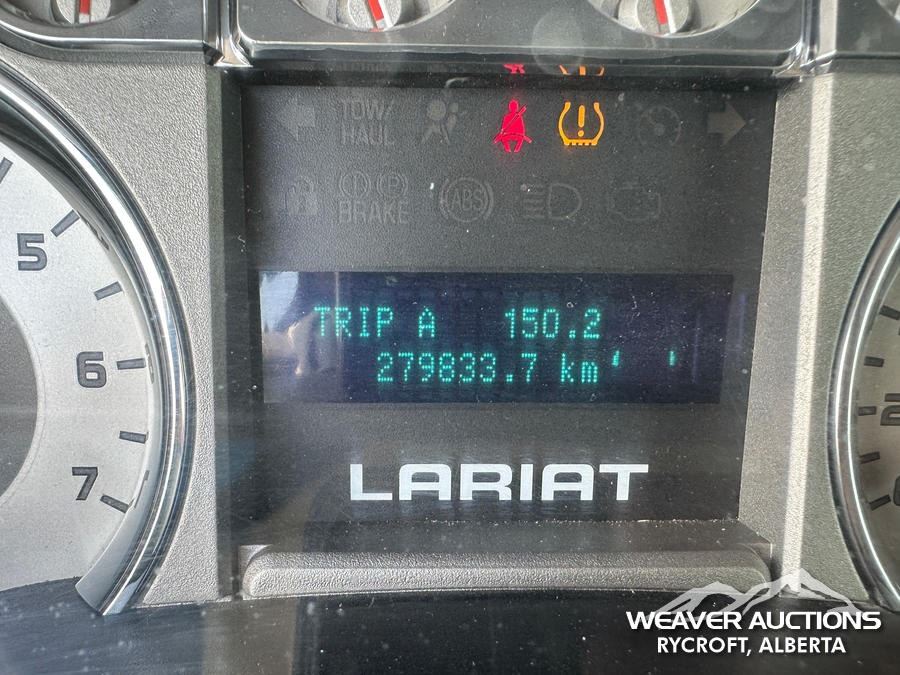 TOW/
HAUL
BRAKE
ABS
5
6
7
TRIP A 150.2
279833.7 km
LARIAT
WEAVER AUCTIONS
RYCROFT, ALBERTA